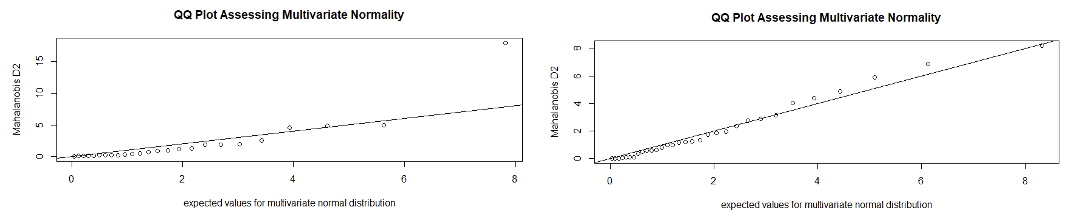 QQ Plot Assessing Multivariate Normality
Mahalanobis D2
15
10
5
0
0 2 4 6 8
expected values for multivariate normal distribution
QQ Plot Assessing Multivariate Normality
Mahalanobis D2
8
6
4
2
0
0 2 4 6 8
expected values for multivariate normal distribution